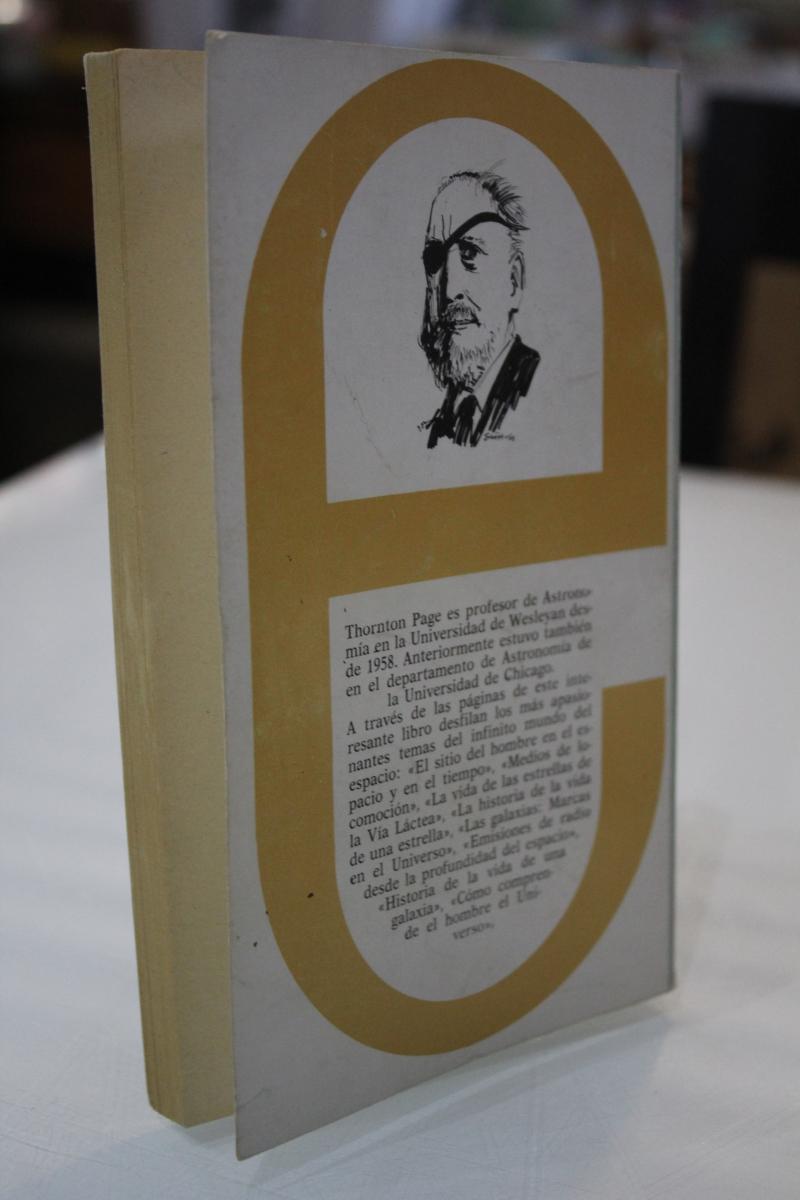 Thornton Page es profesor de Astrono-
mía en la Universidad de Wesleyan des-
de 1958. Anteriormente estuvo también
en el departamento de Astronomía de
la Universidad de Chicago.
A través de las páginas de este inte-
resante libro desfilan los más apasio-
nantes temas del infinito mundo del
espacio: «El sitio del hombre en el es-
pacio y en el tiempo», «Medios de lo-
comoción», «La vida de las estrellas de
la Vía Láctea», «La historia de la vida
de una estrella», «Las galaxias: Marcas
en el Universo», «Emisiones de radio
desde la profundidad del espacio»,
«Historia de la vida de una
galaxia», «Cómo compren-
de el hombre el Uni-
verso».